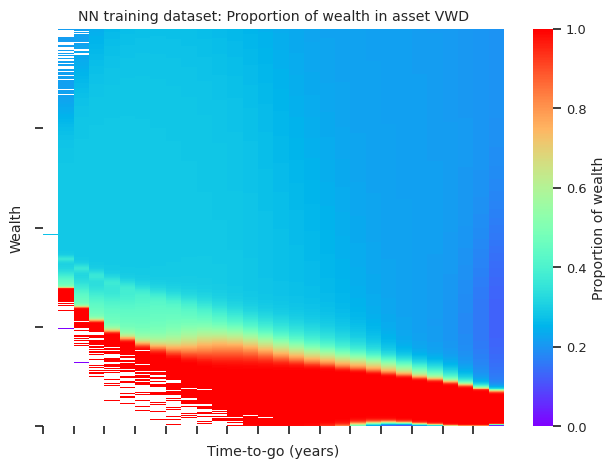 NN training dataset: Proportion of wealth in asset VWD
Wealth
Time-to-go (years)
1.0
0.8
0.6
0.4
0.2
0.0
Proportion of wealth